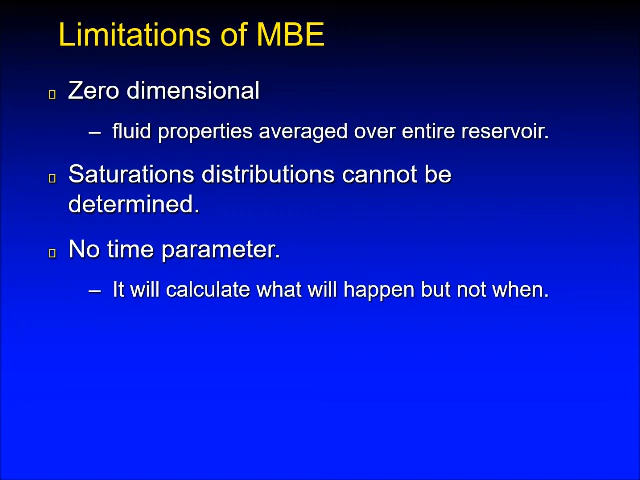 Limitations of MBE
Zero dimensional
– fluid properties averaged over entire reservoir.
Saturations distributions cannot be
determined.
No time parameter.
– It will calculate what will happen but not when.